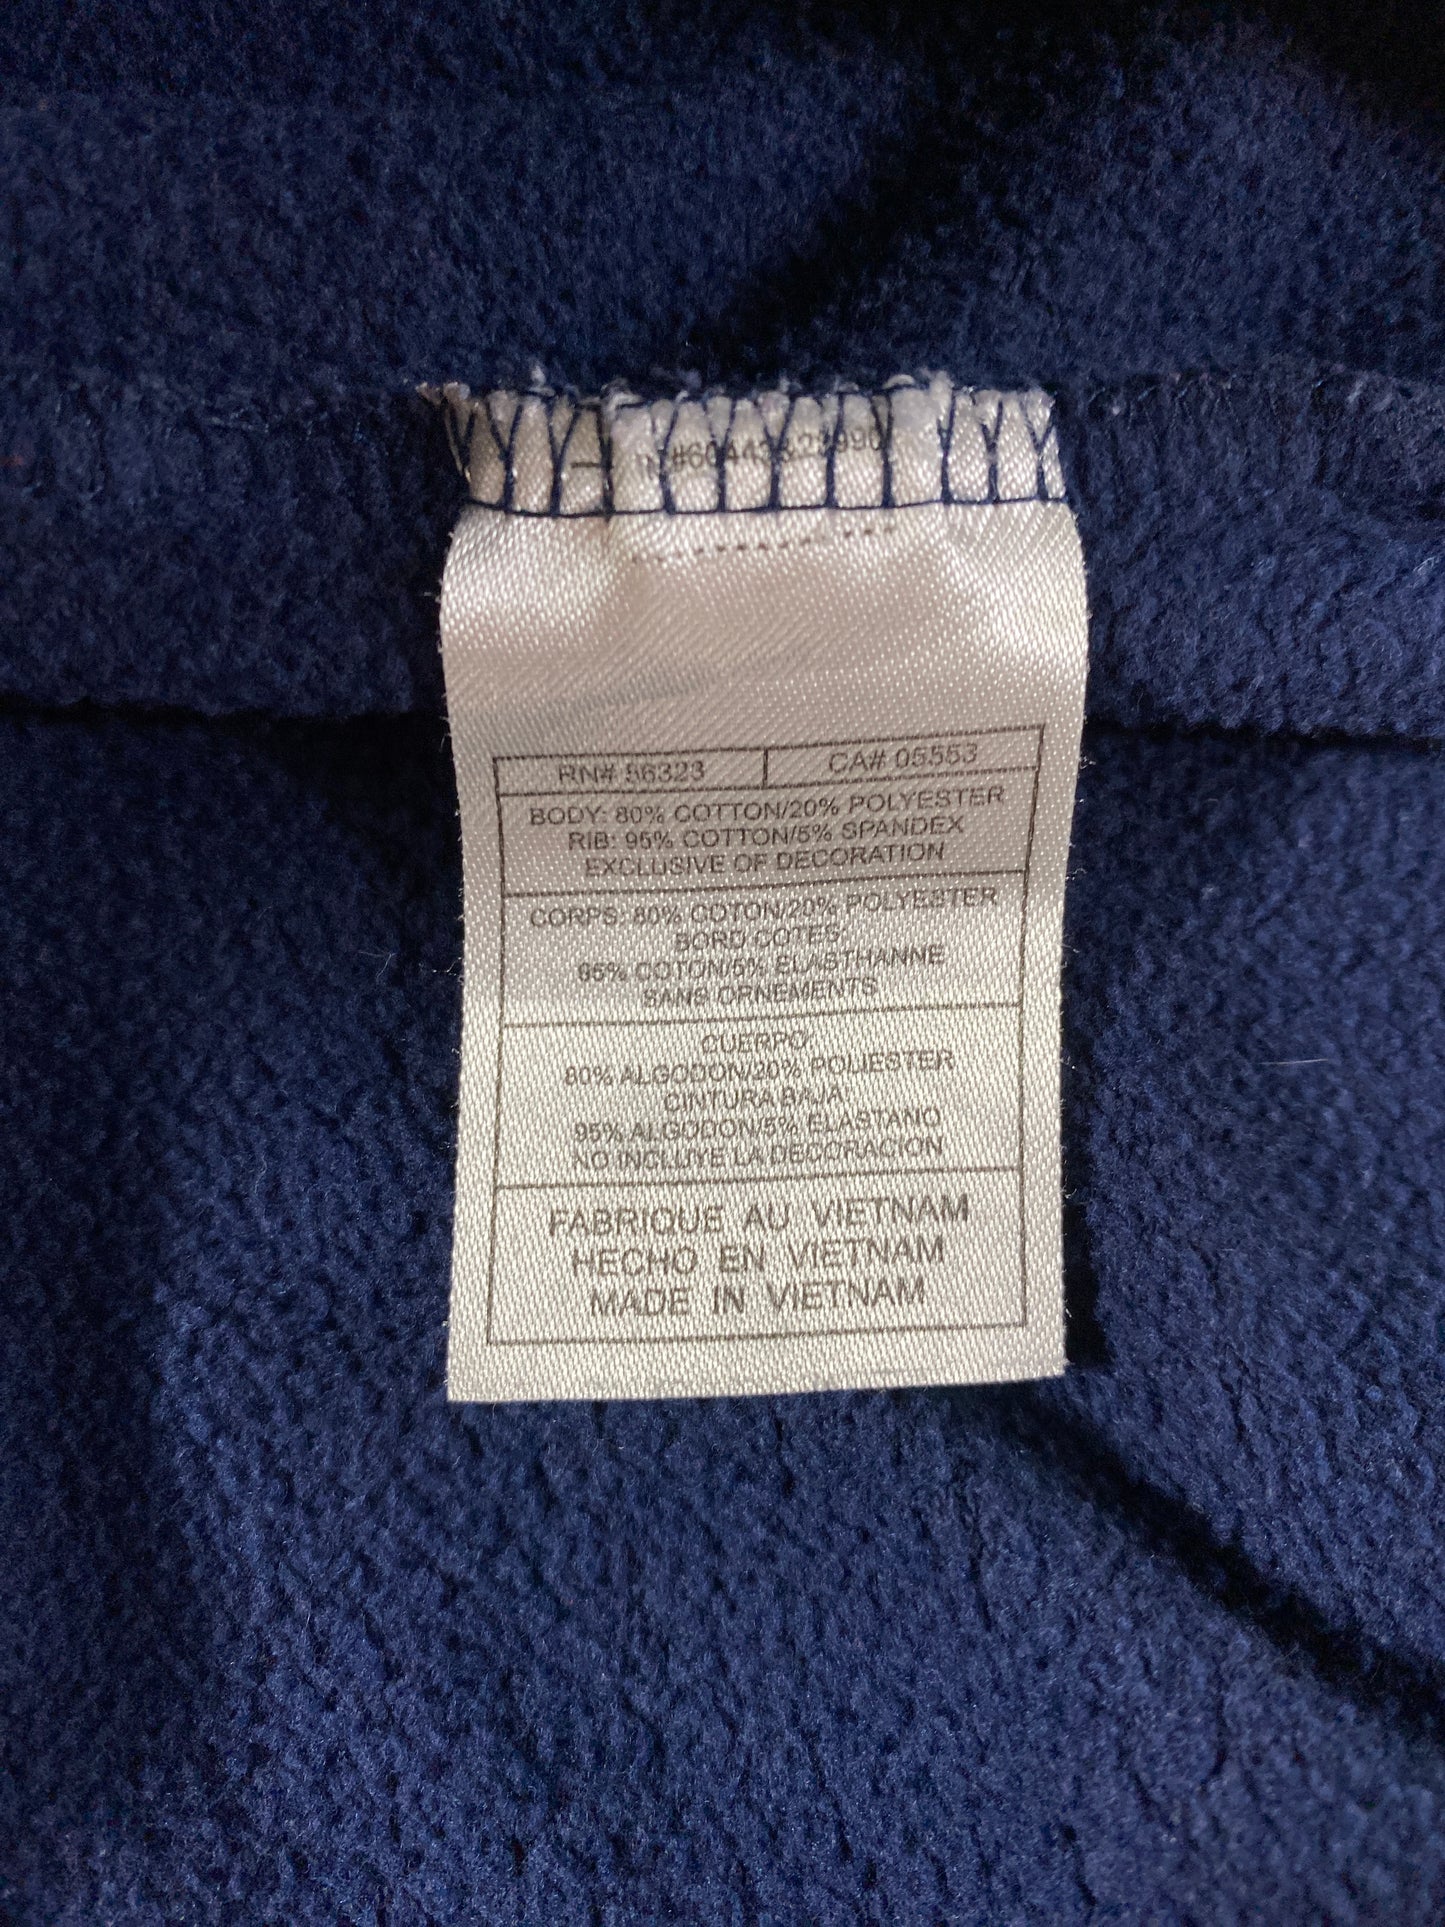 RN# 56323 CA# 05553
BODY: 80% COTTON/20% POLYESTER
RIB: 95% COTTON/5% SPANDEX
EXCLUSIVE OF DECORATION
CORPS: 80% COTON/20% POLYESTER
BORD COTES:
95% COTON/5% ELASTHANNE
SANS ORNEMENTS
CUERPO:
80% ALGODON/20% POLIESTER
CINTURA BAJA:
95% ALGODON/5% ELASTANO
NO INCLUYE LA DECORACION
FABRIQUE AU VIETNAM
HECHO EN VIETNAM
MADE IN VIETNAM